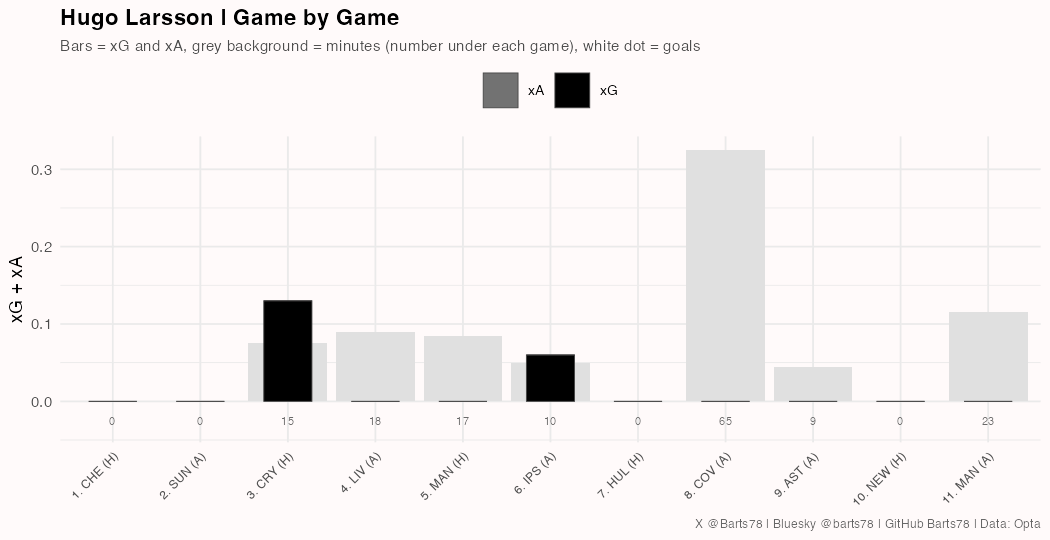 Hugo Larsson | Game by Game
Bars = xG and xA, grey background = minutes (number under each game), white dot = goals
xA xG
xG + xA
0.3
0.2
0.1
0.0
0 0 15 18 17 10 0 65 9 0 23
1. CHE (H) 2. SUN (A) 3. CRY (H) 4. LIV (A) 5. MAN (H) 6. IPS (A) 7. HUL (H) 8. COV (A) 9. AST (A) 10. NEW (H) 11. MAN (A)
X @Barts78 | Bluesky @barts78 | GitHub Barts78 | Data: Opta